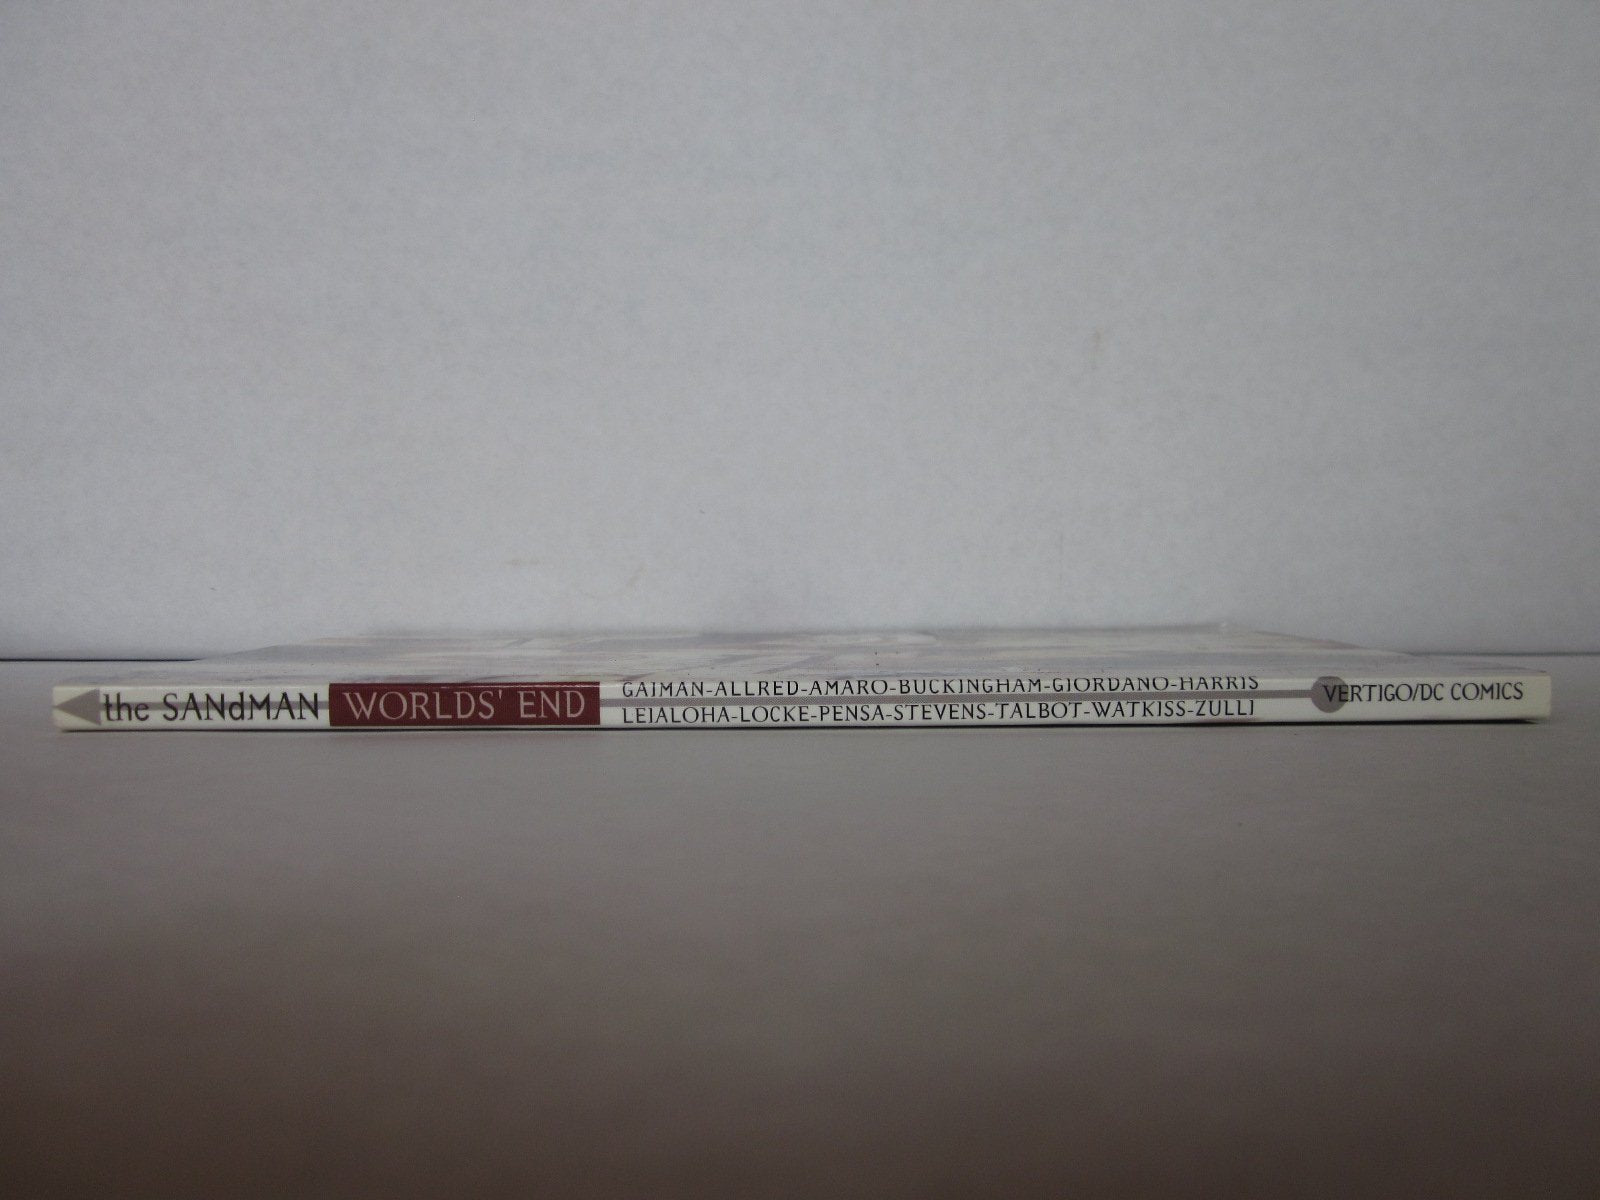 the SANdMAN
WORLDS' END
GAIMAN-ALLRED-AMARO-BUCKINGHAM-GIORDANO-HARRIS
LEIALOHA-LOCKE-PENSA-STEVENS-TALBOT-WATKISS-ZULLI
VERTIGO/DC COMICS